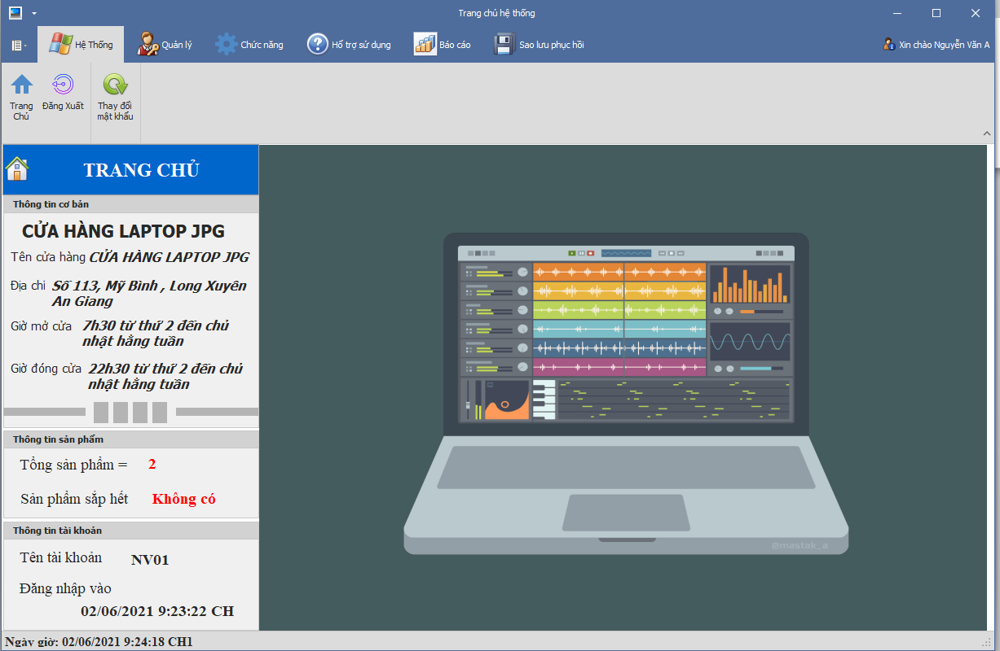 Trang chủ hệ thống
Hệ Thống
Quản lý
Chức năng
Hổ trợ sử dụng
Báo cáo
Sao lưu phục hồi
Xin chào Nguyễn Văn A
Trang
Chủ
Đăng Xuất
Thay đổi
mật khẩu
TRANG CHỦ
Thông tin cơ bản
CỬA HÀNG LAPTOP JPG
Tên cửa hàng CỬA HÀNG LAPTOP JPG
Địa chỉ Số 113, Mỹ Bình , Long Xuyên
An Giang
Giờ mở cửa 7h30 từ thứ 2 đến chủ
nhật hằng tuần
Giờ đóng cửa 22h30 từ thứ 2 đến chủ
nhật hằng tuần
Thông tin sản phẩm
Tổng sản phẩm = 2
Sản phẩm sắp hết Không có
Thông tin tài khoản
Tên tài khoản NV01
Đăng nhập vào
02/06/2021 9:23:22 CH
@mastak_a
Ngày giờ: 02/06/2021 9:24:18 CH1